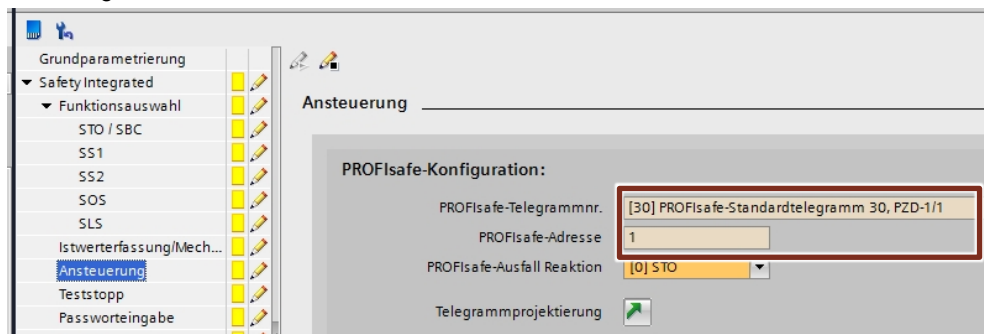 Grundparametrierung
Safety Integrated
Funktionsauswahl
STO / SBC
SS1
SS2
SOS
SLS
Istwerterfassung/Mech...
Ansteuerung
Teststopp
Passworteingabe
Ansteuerung
PROFIsafe-Konfiguration:
PROFIsafe-Telegrammnr. [30] PROFIsafe-Standardtelegramm 30, PZD-1/1
PROFIsafe-Adresse 1
PROFIsafe-Ausfall Reaktion [0] STO
Telegrammprojektierung